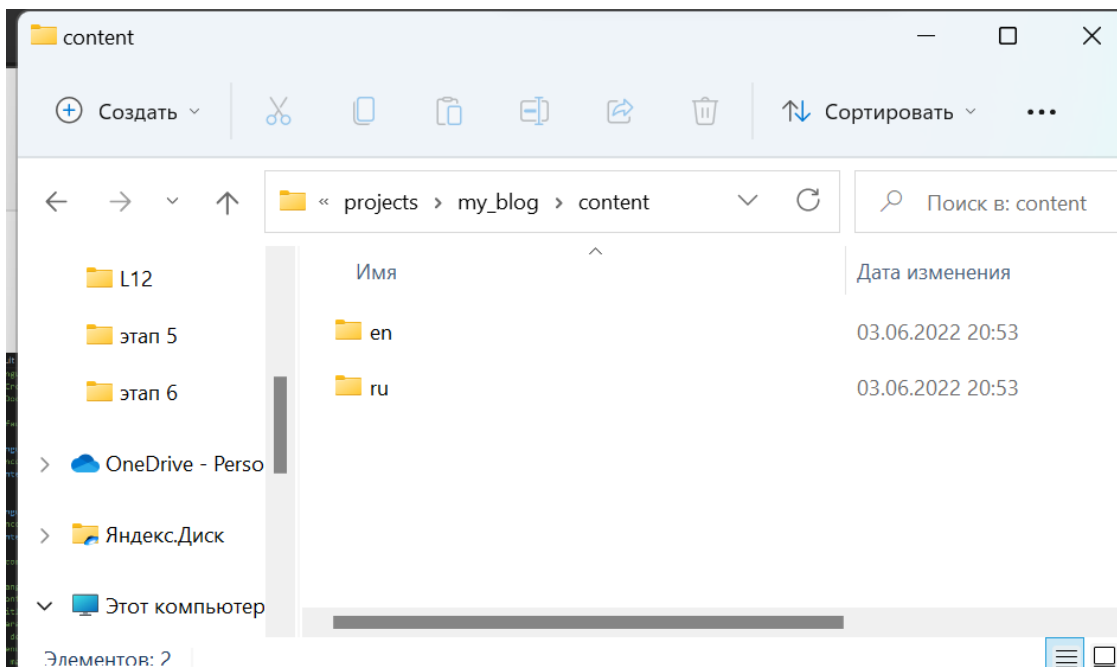 content
Создать
Сортировать
« projects > my_blog > content
Поиск в: content
L12
этап 5
этап 6
OneDrive - Perso
Яндекс.Диск
Этот компьютер
Имя
Дата изменения
en
03.06.2022 20:53
ru
03.06.2022 20:53
Элементов: 2